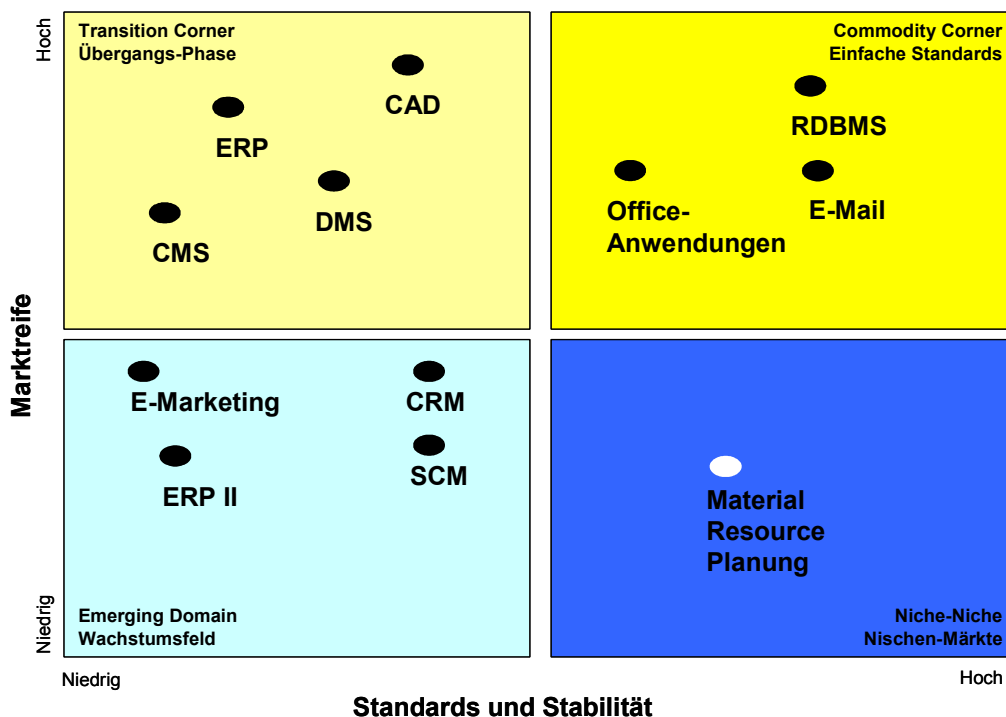 Hoch
Transition Corner
Übergangs-Phase
CAD
ERP
DMS
CMS
Commodity Corner
Einfache Standards
RDBMS
Office-
Anwendungen
E-Mail
Marktreife
E-Marketing
CRM
ERP II
SCM
Emerging Domain
Wachstumsfeld
Material
Resource
Planung
Niche-Niche
Nischen-Märkte
Niedrig
Niedrig
Hoch
Standards und Stabilität